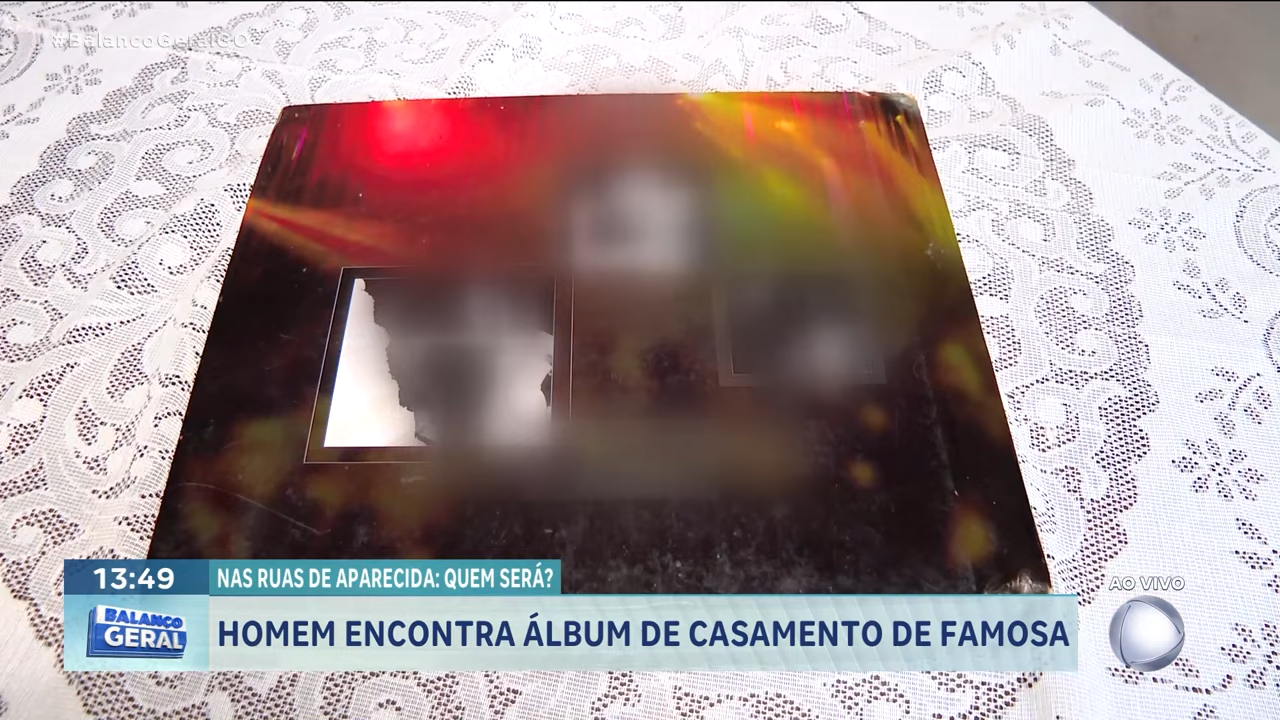 #BalancoGeralGO
13:49
NAS RUAS DE APARECIDA: QUEM SERÁ?
BALANÇO
GERAL
HOMEM ENCONTRA ÁLBUM DE CASAMENTO DE FAMOSA
AO VIVO